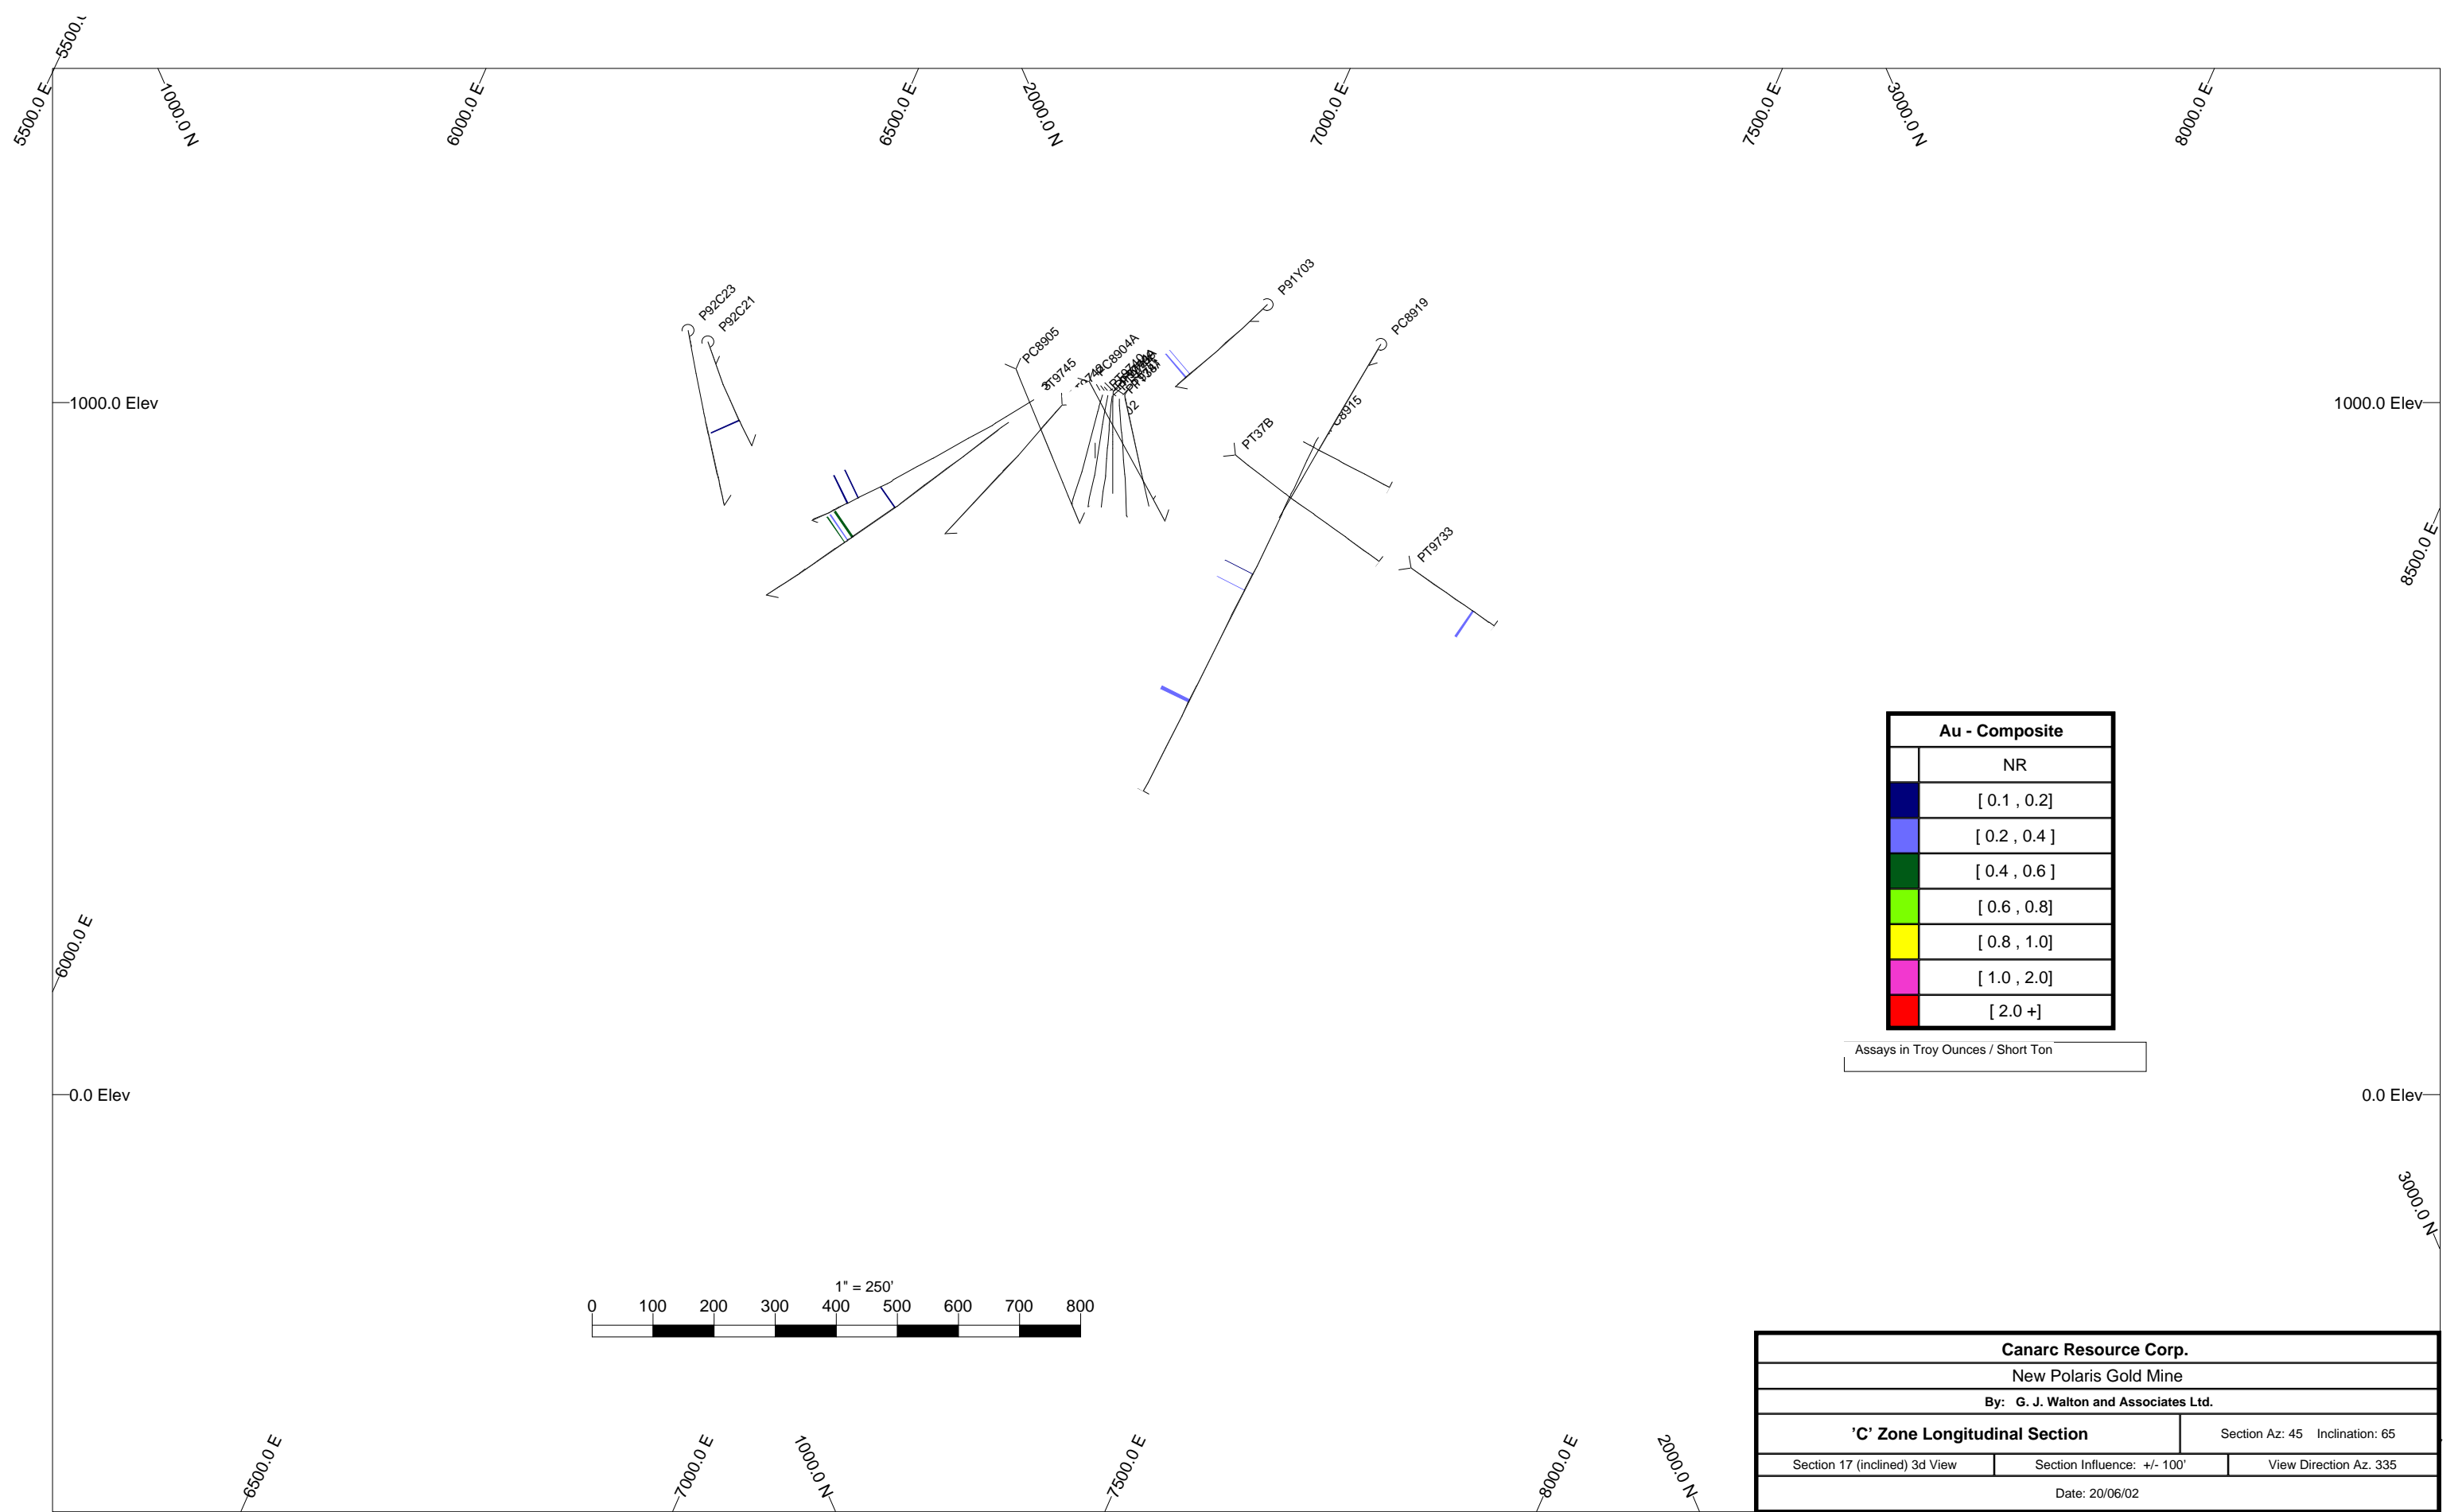 5500.0 E
1000.0 N
6000.0 E
6500.0 E
2000.0 N
7000.0 E
7500.0 E
3000.0 N
8000.0 E
P92C23
P92C21
P91Y03
PC8919
PC8905
PC8904A
PT9745
1000.0 Elev
1000.0 Elev
PT37B
PT9733
8500.0 E
6000.0 E
Au - Composite
NR
[ 0.1 , 0.2]
[ 0.2 , 0.4 ]
[ 0.4 , 0.6 ]
[ 0.6 , 0.8]
[ 0.8 , 1.0]
[ 1.0 , 2.0]
[ 2.0 +]
Assays in Troy Ounces / Short Ton
0.0 Elev
0.0 Elev
3000.0 N
1" = 250'
0 100 200 300 400 500 600 700 800
Canarc Resource Corp.
New Polaris Gold Mine
By: G. J. Walton and Associates Ltd.
'C' Zone Longitudinal Section
Section Az: 45 Inclination: 65
Section 17 (inclined) 3d View
Section Influence: +/- 100'
View Direction Az. 335
Date: 20/06/02
6500.0 E
7000.0 E
1000.0 N
7500.0 E
8000.0 E
2000.0 N